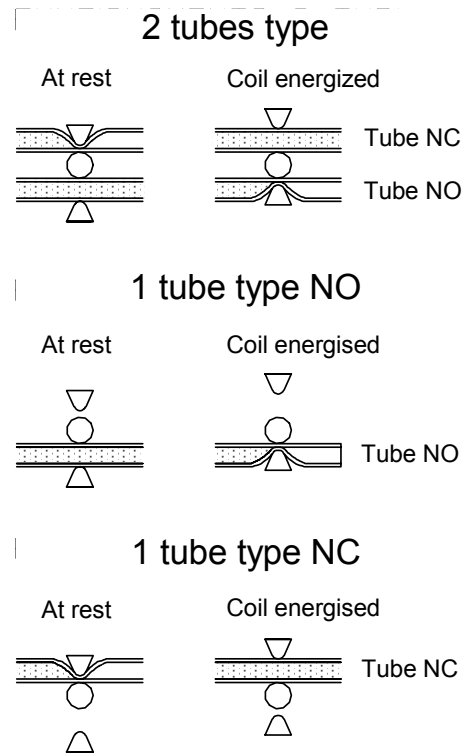 2 tubes type
At rest Coil energized
Tube NC
Tube NO
1 tube type NO
At rest Coil energised
Tube NO
1 tube type NC
At rest Coil energised
Tube NC